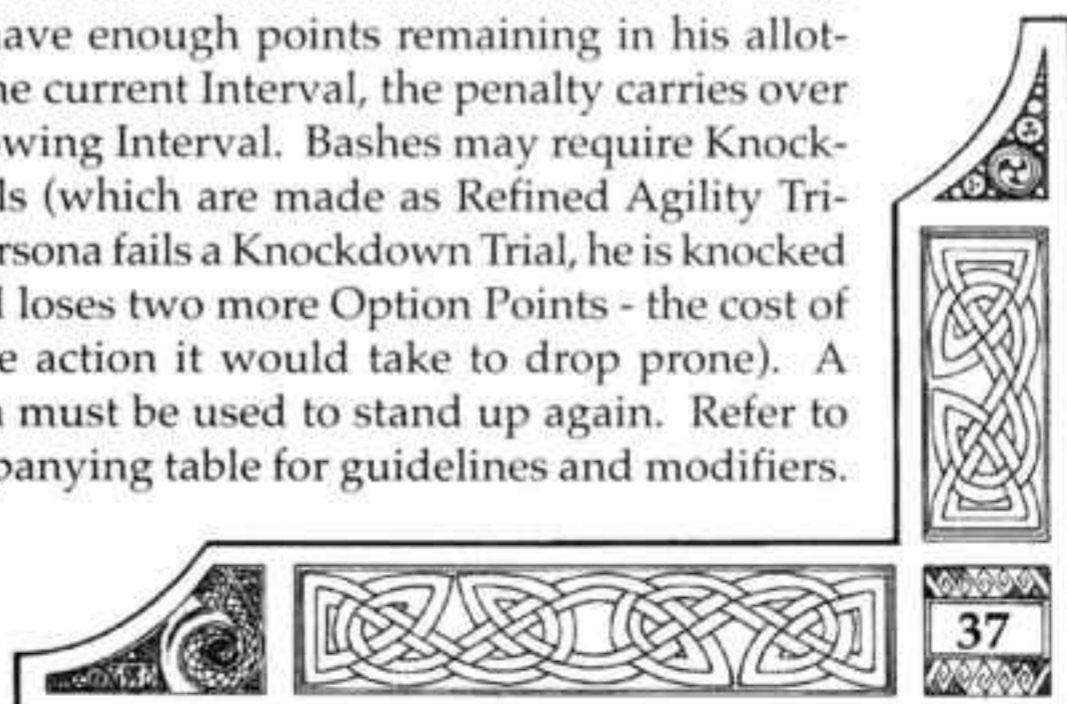 have enough points remaining in his allot-
he current Interval, the penalty carries over
owing Interval. Bashes may require Knock-
ls (which are made as Refined Agility Tri-
ersona fails a Knockdown Trial, he is knocked
l loses two more Option Points - the cost of
e action it would take to drop prone). A
n must be used to stand up again. Refer to
panying table for guidelines and modifiers.
37